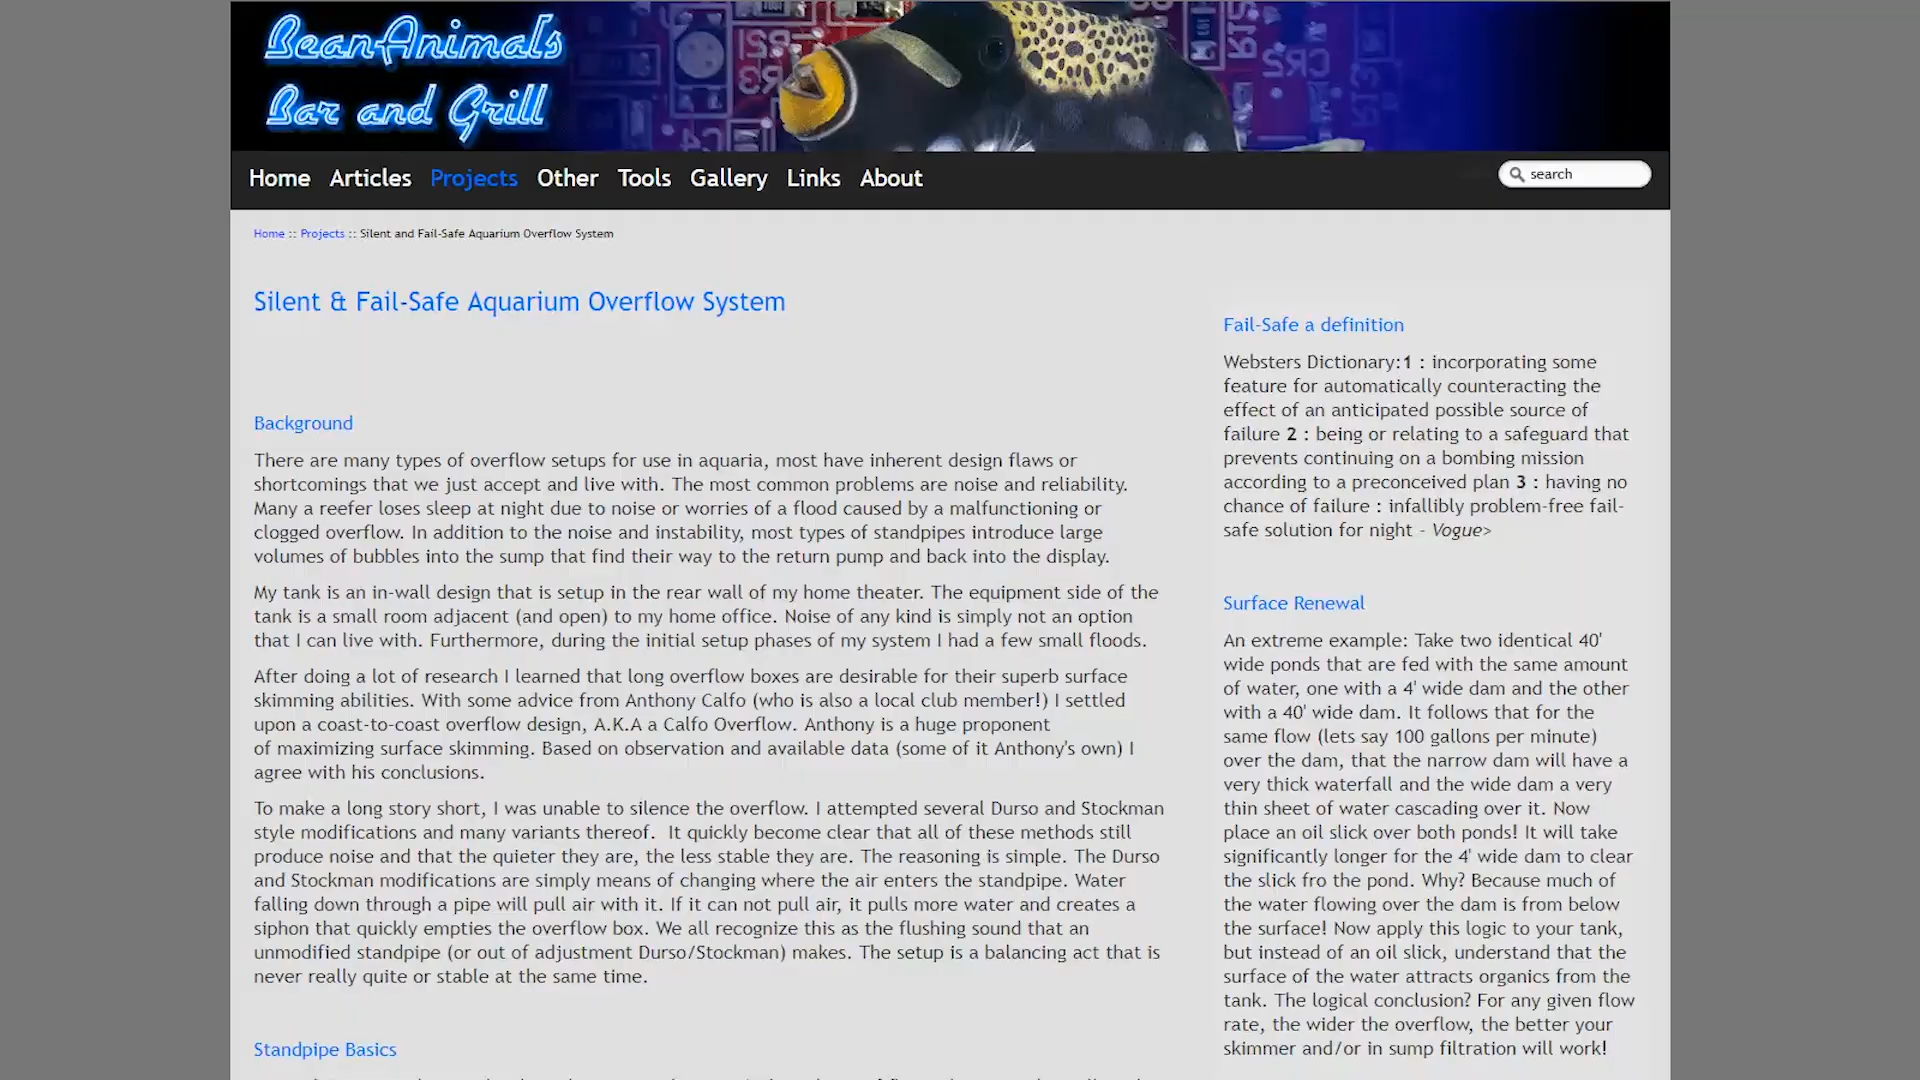 BeanAnimals
Bar and Grill
Home Articles Projects Other Tools Gallery Links About
search
Home :: Projects :: Silent and Fail-Safe Aquarium Overflow System
Silent & Fail-Safe Aquarium Overflow System
Background
There are many types of overflow setups for use in aquaria, most have inherent design flaws or
shortcomings that we just accept and live with. The most common problems are noise and reliability.
Many a reefer loses sleep at night due to noise or worries of a flood caused by a malfunctioning or
clogged overflow. In addition to the noise and instability, most types of standpipes introduce large
volumes of bubbles into the sump that find their way to the return pump and back into the display.
My tank is an in-wall design that is setup in the rear wall of my home theater. The equipment side of the
tank is a small room adjacent (and open) to my home office. Noise of any kind is simply not an option
that I can live with. Furthermore, during the initial setup phases of my system I had a few small floods.
After doing a lot of research I learned that long overflow boxes are desirable for their superb surface
skimming abilities. With some advice from Anthony Calfo (who is also a local club member!) I settled
upon a coast-to-coast overflow design, A.K.A a Calfo Overflow. Anthony is a huge proponent
of maximizing surface skimming. Based on observation and available data (some of it Anthony's own) I
agree with his conclusions.
To make a long story short, I was unable to silence the overflow. I attempted several Durso and Stockman
style modifications and many variants thereof. It quickly become clear that all of these methods still
produce noise and that the quieter they are, the less stable they are. The reasoning is simple. The Durso
and Stockman modifications are simply means of changing where the air enters the standpipe. Water
falling down through a pipe will pull air with it. If it can not pull air, it pulls more water and creates a
siphon that quickly empties the overflow box. We all recognize this as the flushing sound that an
unmodified standpipe (or out of adjustment Durso/Stockman) makes. The setup is a balancing act that is
never really quite or stable at the same time.
Standpipe Basics
Fail-Safe a definition
Websters Dictionary:1 : incorporating some
feature for automatically counteracting the
effect of an anticipated possible source of
failure 2 : being or relating to a safeguard that
prevents continuing on a bombing mission
according to a preconceived plan 3 : having no
chance of failure : infallibly problem-free fail-
safe solution for night - Vogue>
Surface Renewal
An extreme example: Take two identical 40'
wide ponds that are fed with the same amount
of water, one with a 4' wide dam and the other
with a 40' wide dam. It follows that for the
same flow (lets say 100 gallons per minute)
over the dam, that the narrow dam will have a
very thick waterfall and the wide dam a very
thin sheet of water cascading over it. Now
place an oil slick over both ponds! It will take
significantly longer for the 4' wide dam to clear
the slick fro the pond. Why? Because much of
the water flowing over the dam is from below
the surface! Now apply this logic to your tank,
but instead of an oil slick, understand that the
surface of the water attracts organics from the
tank. The logical conclusion? For any given flow
rate, the wider the overflow, the better your
skimmer and/or in sump filtration will work!